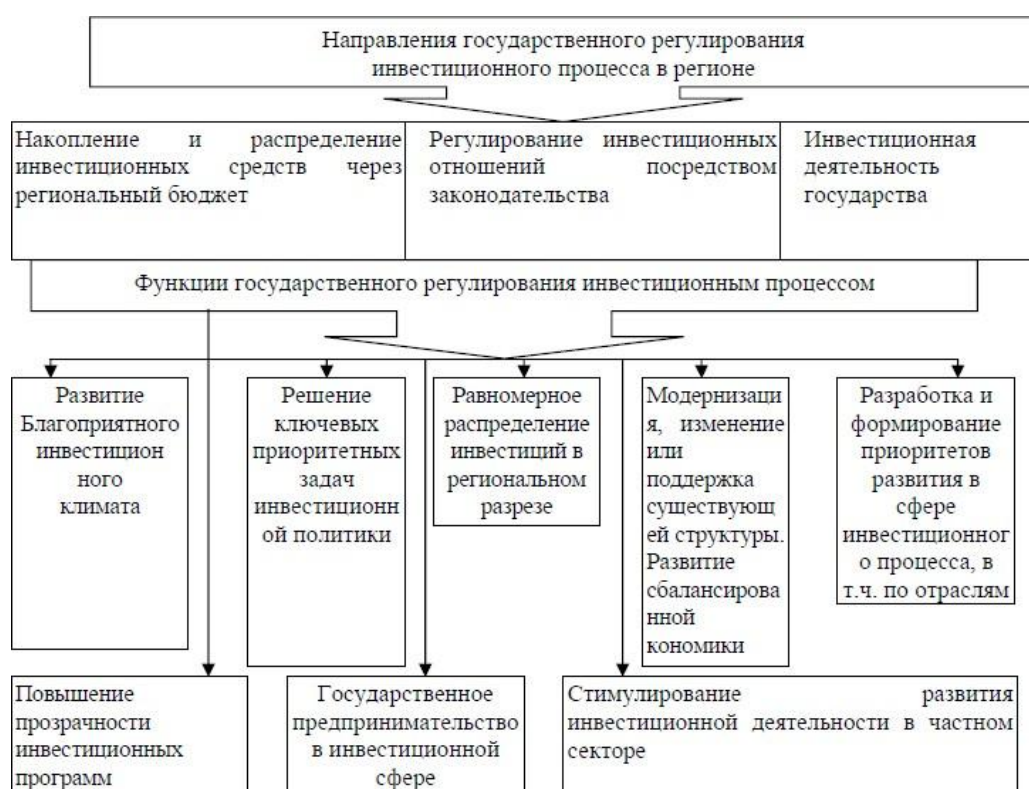 Направления государственного регулирования
инвестиционного процесса в регионе
Накопление и распределение
инвестиционных средств через
региональный бюджет
Регулирование инвестиционных
отношений посредством
законодательства
Инвестиционная
деятельность
государства
Функции государственного регулирования инвестиционным процессом
Развитие
Благоприятного
инвестицион
ного
климата
Решение
ключевых
приоритетных
задач
инвестиционн
ой политики
Равномерное
распределение
инвестиций в
региональном
разрезе
Модернизаци
я, изменение
или
поддержка
существующ
ей структуры.
Развитие
сбалансирова
нной
кономики
Разработка и
формирование
приоритетов
развития в
сфере
инвестиционног
о процесса, в
т.ч. по отраслям
Повышение
прозрачности
инвестиционных
программ
Государственное
предпринимательство
в инвестиционной
сфере
Стимулирование развития
инвестиционной деятельности в частном
секторе